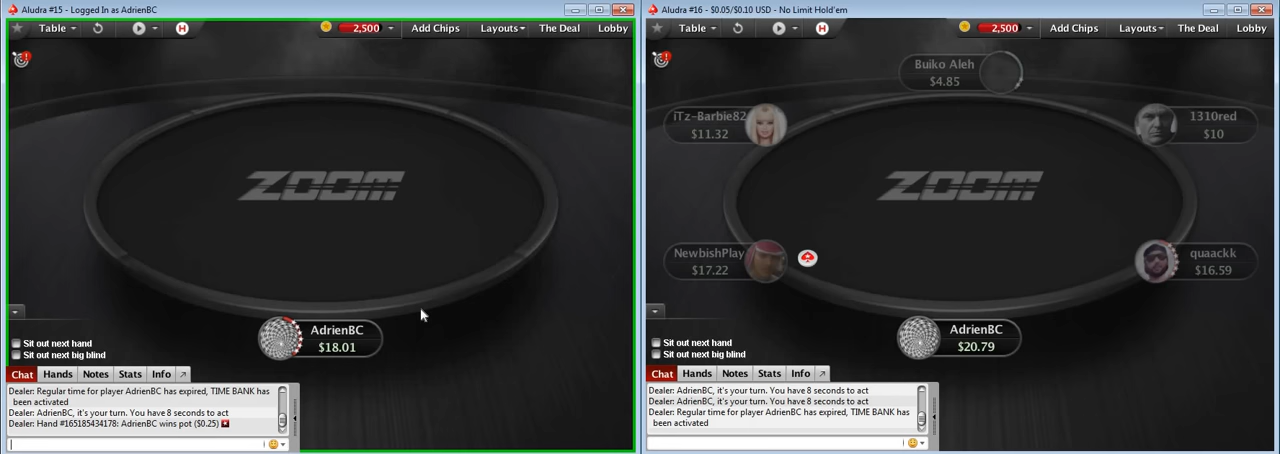 Aludra #15 - Logged In as AdrienBC
Table
H
2,500
Add Chips
Layouts
The Deal
Lobby
ZOOM
AdrienBC
$18.01
Sit out next hand
Sit out next big blind
Chat Hands Notes Stats Info
Dealer: Regular time for player AdrienBC has expired, TIME BANK has
been activated
Dealer: AdrienBC, it's your turn. You have 8 seconds to act
Dealer: Hand #165185434178: AdrienBC wins pot ($0.25)
Aludra #16 - $0.05/$0.10 USD - No Limit Hold'em
Table
H
2,500
Add Chips
Layouts
The Deal
Lobby
Buiko Aleh
$4.85
iTz-Barbie82
$11.32
1310red
$10
ZOOM
NewbishPlay
$17.22
quaackk
$16.59
AdrienBC
$20.79
Sit out next hand
Sit out next big blind
Chat Hands Notes Stats Info
Dealer: AdrienBC, it's your turn. You have 8 seconds to act
Dealer: AdrienBC, it's your turn. You have 8 seconds to act
Dealer: Regular time for player AdrienBC has expired, TIME BANK has
been activated